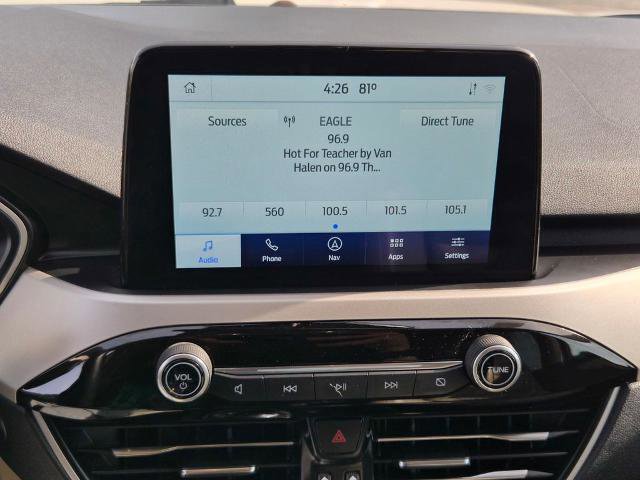 4:26 81°
Sources EAGLE Direct Tune
96.9
Hot For Teacher by Van
Halen on 96.9 Th...
92.7 560 100.5 101.5 105.1
Audio Phone Nav Apps Settings
VOL TUNE